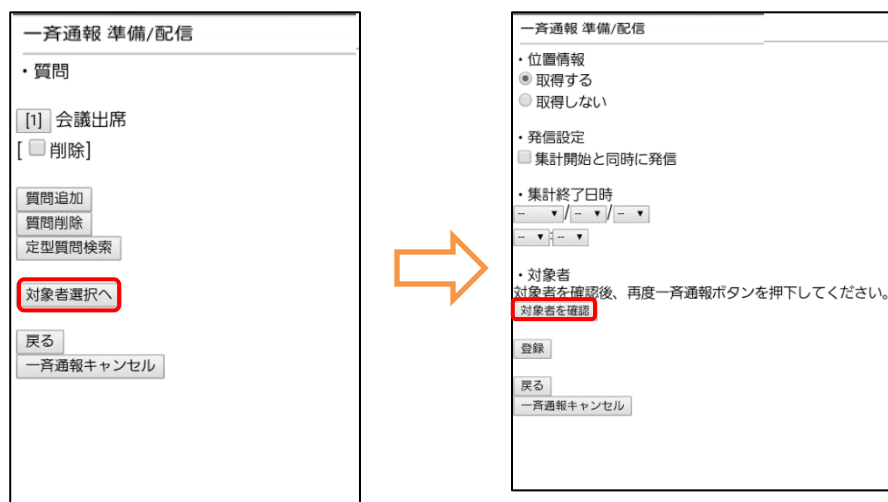 一斉通報 準備/配信
・質問
[1] 会議出席
[ 削除]
質問追加
質問削除
定型質問検索
対象者選択へ
戻る
一斉通報キャンセル
一斉通報 準備/配信
・位置情報
取得する
取得しない
・発信設定
集計開始と同時に発信
・集計終了日時
-- / -- / --
-- : --
・対象者
対象者を確認後、再度一斉通報ボタンを押下してください。
対象者を確認
登録
戻る
一斉通報キャンセル